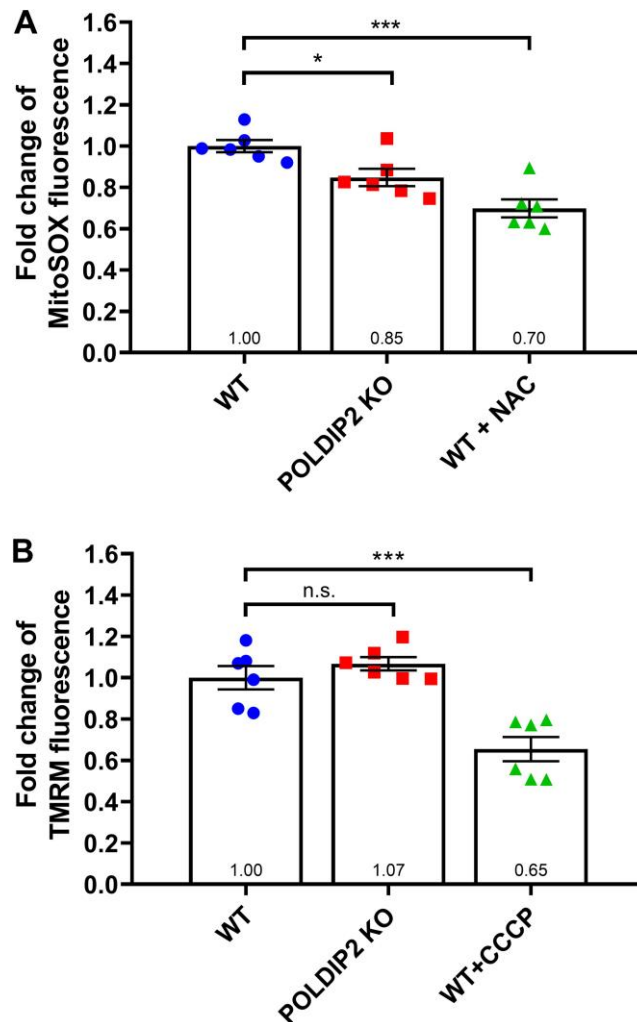 A
Fold change of
MitoSOX fluorescence
1.6
1.4
1.2
1.0
0.8
0.6
0.4
0.2
0.0
***
*
1.00
0.85
0.70
WT
POLDIP2 KO
WT + NAC
B
Fold change of
TMRM fluorescence
1.6
1.4
1.2
1.0
0.8
0.6
0.4
0.2
0.0
***
n.s.
1.00
1.07
0.65
WT
POLDIP2 KO
WT+CCCP